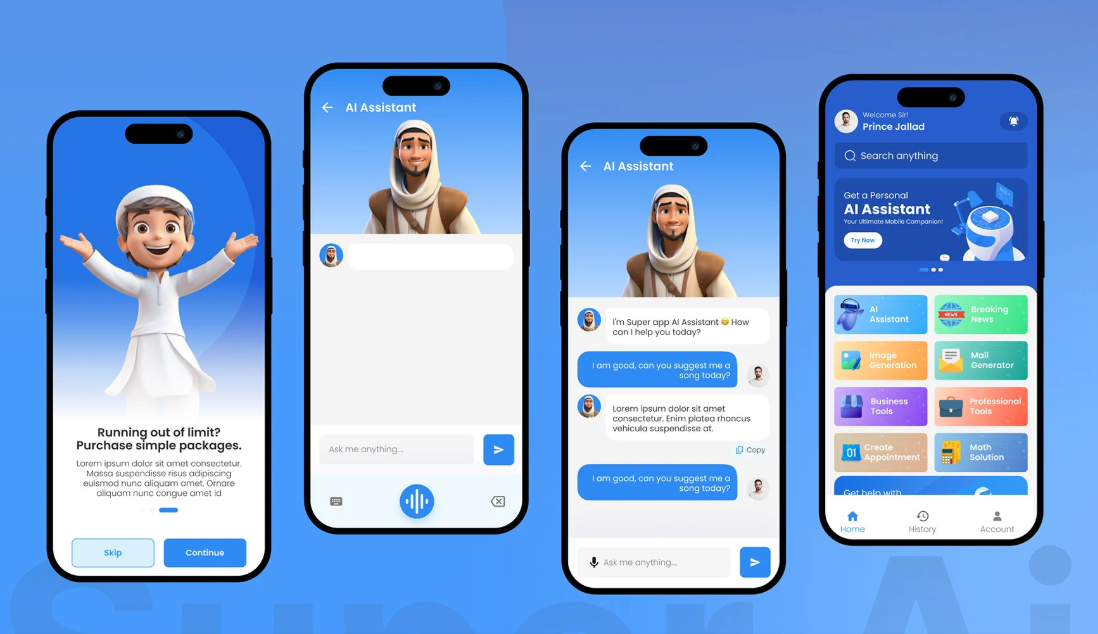 Running out of limit?
Purchase simple packages.
Lorem ipsum dolor sit amet consectetur.
Massa suspendisse risus adipiscing
euismod nunc aliquam amet. Ornare
aliquam nunc congue amet id
Skip
Continue
AI Assistant
Ask me anything...
AI Assistant
I'm Super app AI Assistant 😁 How
can I help you today?
I am good, can you suggest me a
song today?
Lorem ipsum dolor sit amet
consectetur. Enim platea rhoncus
vehicula suspendisse at.
Copy
I am good, can you suggest me a
song today?
Ask me anything...
Welcome Sir!
Prince Jallad
Search anything
Get a Personal
AI Assistant
Your Ultimate Mobile Companion!
Try Now
AI
Assistant
NEWS
Breaking
News
Image
Generation
Mail
Generator
Business
Tools
Professional
Tools
01
Create
Appointment
Math
Solution
Get help with
Home
History
Account
Super Ai